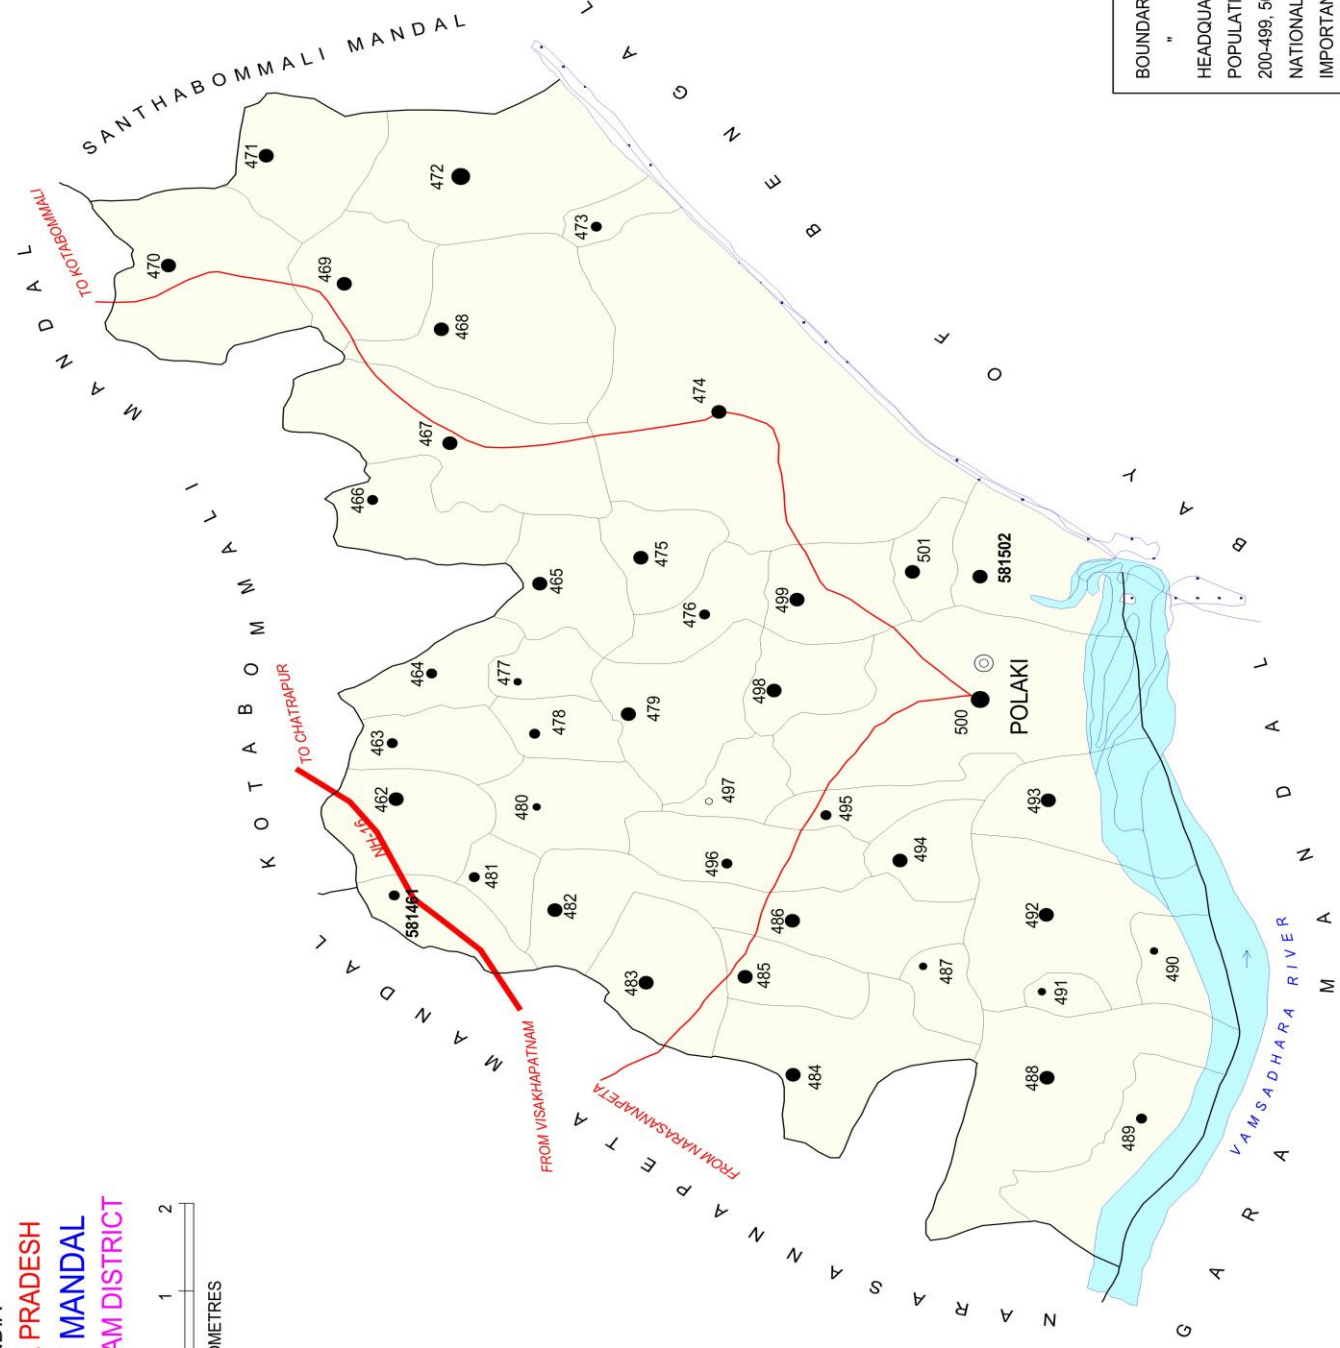 PRADESH
MANDAL
AM DISTRICT
1 2
OMETRES
BOUNDAR
"
HEADQUA
POPULATI
200-499, 50
NATIONAL
IMPORTAN
SANTHABOMMALI MANDAL
KOTABOMMALI MANDAL
NARASANNAPETA MANDAL
GARA MANDAL
BAY OF BENGAL
VAMSADHARA RIVER
TO KOTABOMMALI
TO CHATRAPUR
NH-16
FROM VISAKHAPATNAM
FROM NARASANNAPETA
POLAKI
581461
462
463
464
465
466
467
468
469
470
471
472
473
474
475
476
477
478
479
480
481
482
483
484
485
486
487
488
489
490
491
492
493
494
495
496
497
498
499
500
501
581502